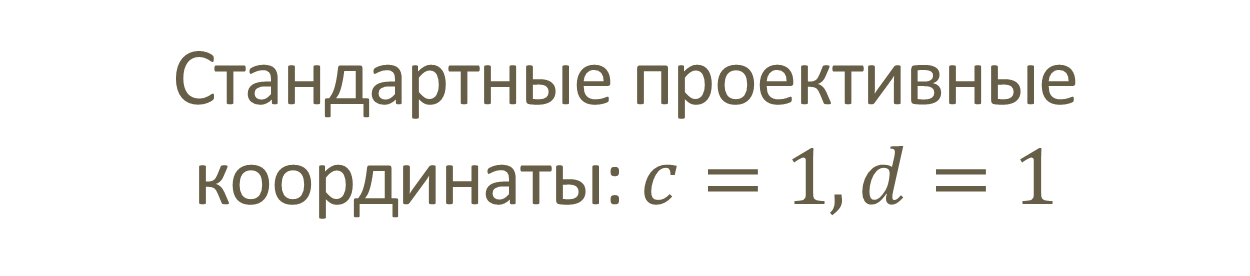 Стандартные проективные
координаты: c = 1, d = 1